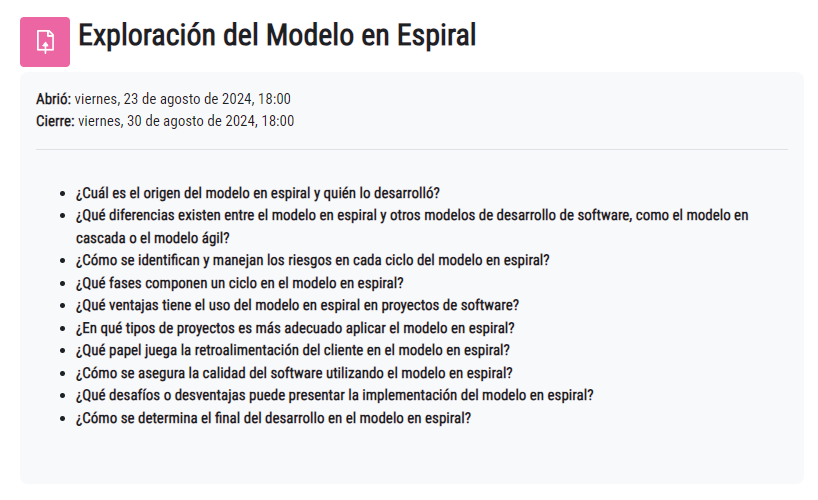 Exploración del Modelo en Espiral
Abrió: viernes, 23 de agosto de 2024, 18:00
Cierre: viernes, 30 de agosto de 2024, 18:00
• ¿Cuál es el origen del modelo en espiral y quién lo desarrolló?
• ¿Qué diferencias existen entre el modelo en espiral y otros modelos de desarrollo de software, como el modelo en
cascada o el modelo ágil?
• ¿Cómo se identifican y manejan los riesgos en cada ciclo del modelo en espiral?
• ¿Qué fases componen un ciclo en el modelo en espiral?
• ¿Qué ventajas tiene el uso del modelo en espiral en proyectos de software?
• ¿En qué tipos de proyectos es más adecuado aplicar el modelo en espiral?
• ¿Qué papel juega la retroalimentación del cliente en el modelo en espiral?
• ¿Cómo se asegura la calidad del software utilizando el modelo en espiral?
• ¿Qué desafíos o desventajas puede presentar la implementación del modelo en espiral?
• ¿Cómo se determina el final del desarrollo en el modelo en espiral?